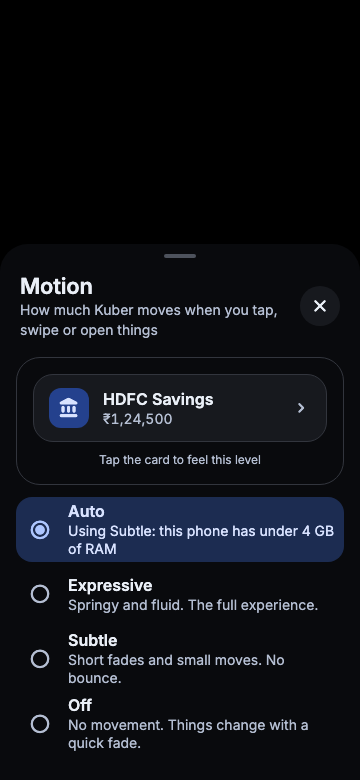 Motion
How much Kuber moves when you tap,
swipe or open things
HDFC Savings
₹1,24,500
Tap the card to feel this level
Auto
Using Subtle: this phone has under 4 GB
of RAM
Expressive
Springy and fluid. The full experience.
Subtle
Short fades and small moves. No
bounce.
Off
No movement. Things change with a
quick fade.